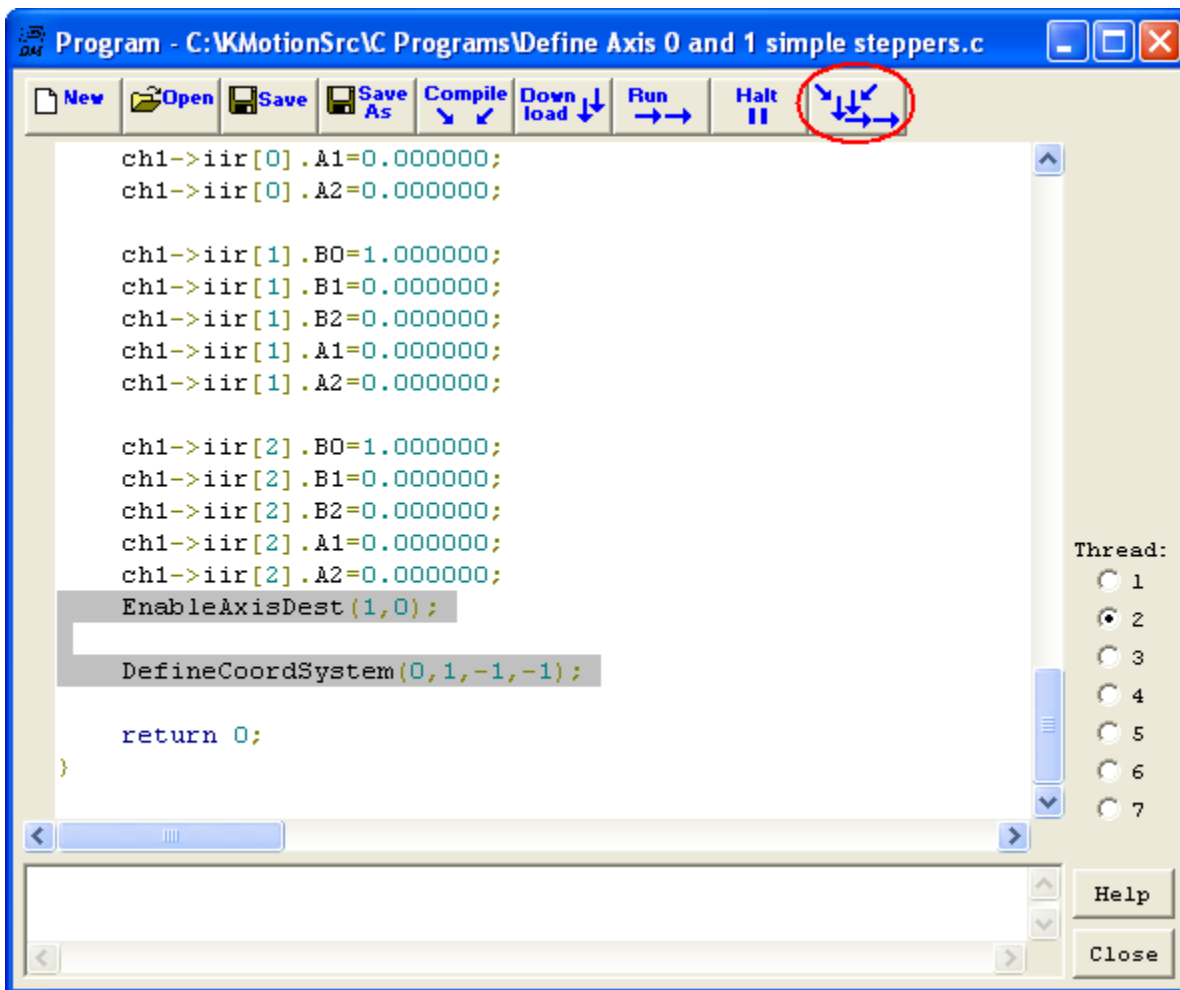 Program - C:\KMotionSrc\C Programs\Define Axis 0 and 1 simple steppers.c
New Open Save Save As Compile Down load Run Halt
ch1->iir[0].A1=0.000000;
ch1->iir[0].A2=0.000000;
ch1->iir[1].B0=1.000000;
ch1->iir[1].B1=0.000000;
ch1->iir[1].B2=0.000000;
ch1->iir[1].A1=0.000000;
ch1->iir[1].A2=0.000000;
ch1->iir[2].B0=1.000000;
ch1->iir[2].B1=0.000000;
ch1->iir[2].B2=0.000000;
ch1->iir[2].A1=0.000000;
ch1->iir[2].A2=0.000000;
EnableAxisDest(1,0);
DefineCoordSystem(0,1,-1,-1);
return 0;
}
Thread:
1
2
3
4
5
6
7
Help
Close